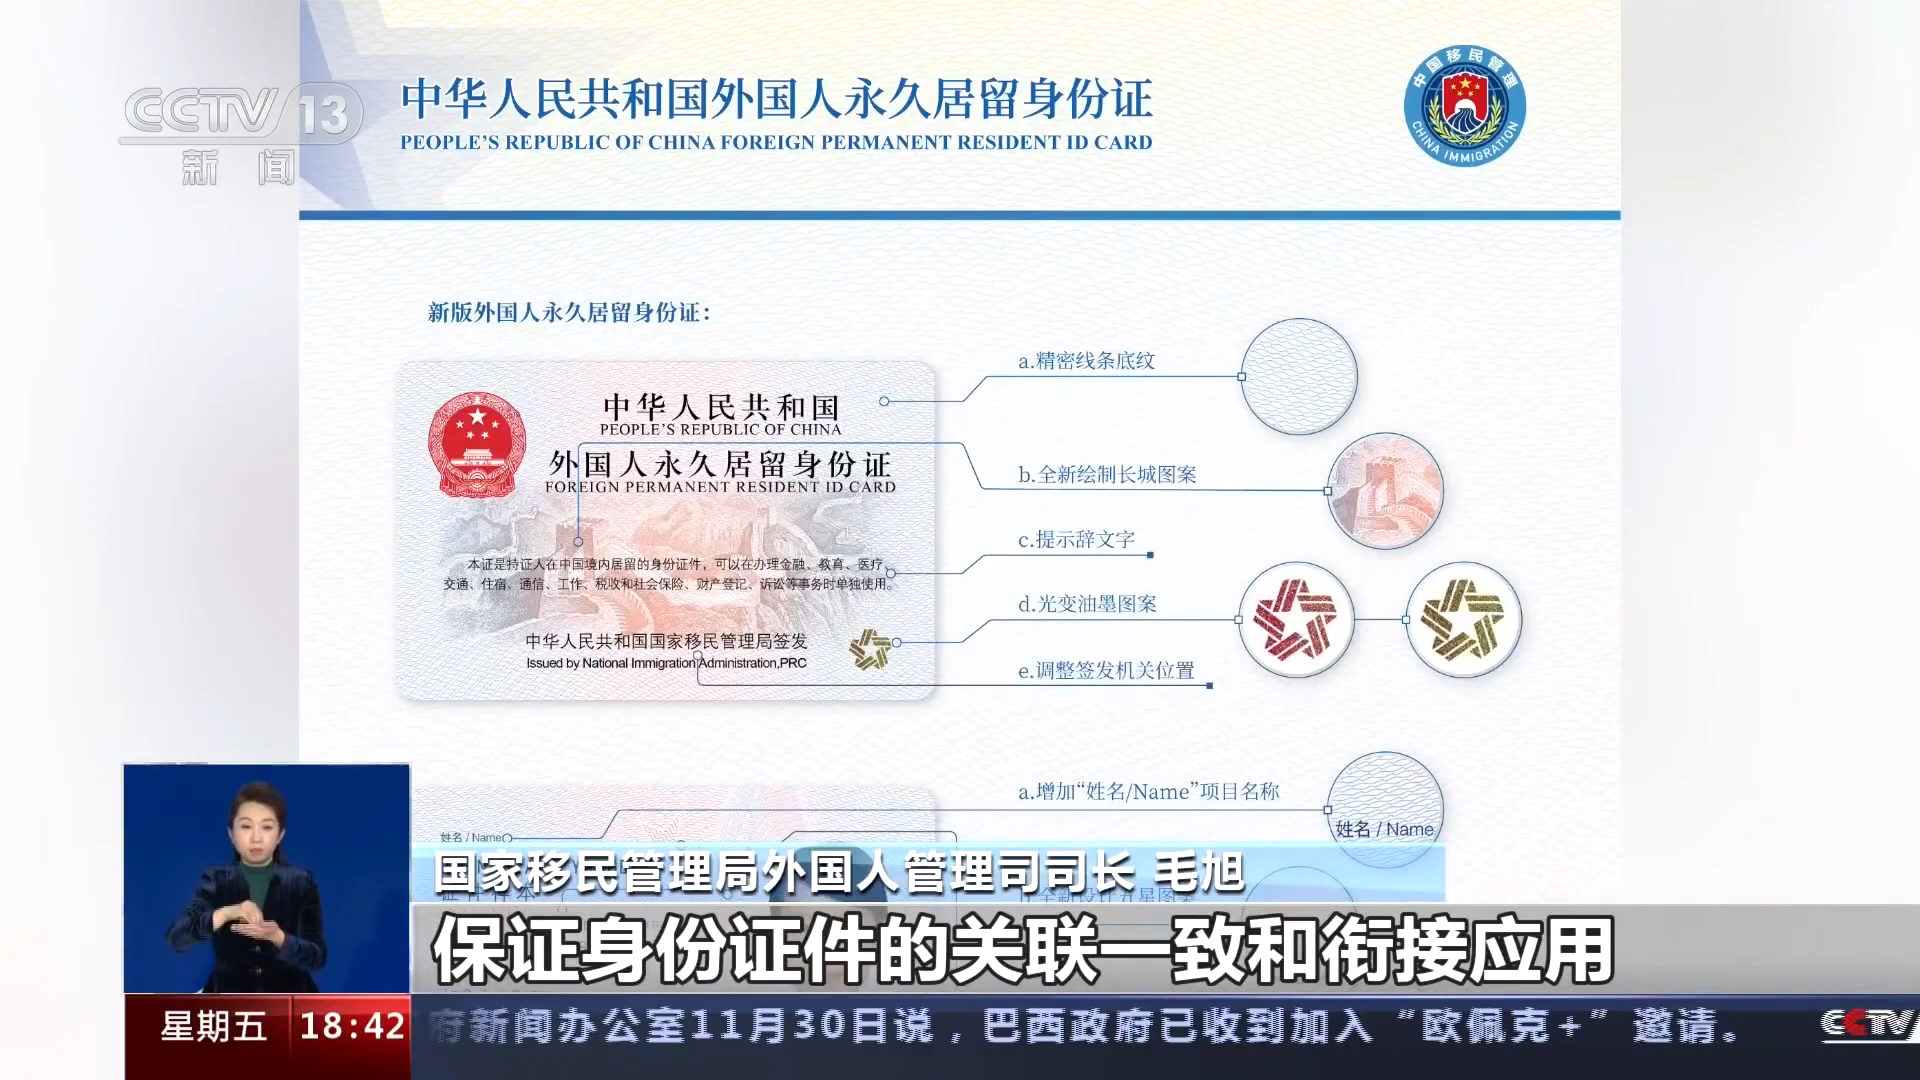 CCTV 13
新闻
中华人民共和国外国人永久居留身份证
PEOPLE'S REPUBLIC OF CHINA FOREIGN PERMANENT RESIDENT ID CARD
中国移民管理
CHINA IMMIGRATION
新版外国人永久居留身份证：
中华人民共和国
PEOPLE'S REPUBLIC OF CHINA
外国人永久居留身份证
FOREIGN PERMANENT RESIDENT ID CARD
本证是持证人在中国境内居留的身份证件，可以在办理金融、教育、医疗、
交通、住宿、通信、工作、税收和社会保险、财产登记、诉讼等事务时单独使用。
中华人民共和国国家移民管理局签发
Issued by National Immigration Administration,PRC
a.精密线条底纹
b.全新绘制长城图案
c.提示辞文字
d.光变油墨图案
e.调整签发机关位置
a.增加“姓名/Name”项目名称
姓名 / Name
姓名 / Name
国家移民管理局外国人管理司司长 毛旭
保证身份证件的关联一致和衔接应用
星期五 18:42
府新闻办公室11月30日说，巴西政府已收到加入“欧佩克+”邀请。
CCTV